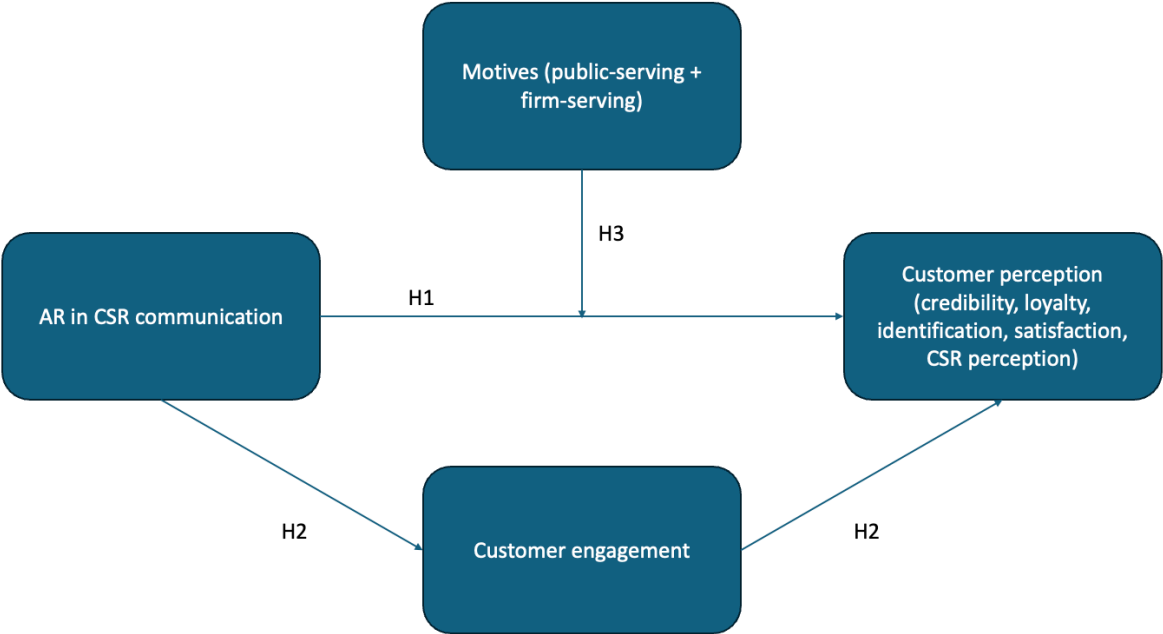 Motives (public-serving +
firm-serving)
H3
AR in CSR communication
H1
Customer perception
(credibility, loyalty,
identification, satisfaction,
CSR perception)
H2
Customer engagement
H2